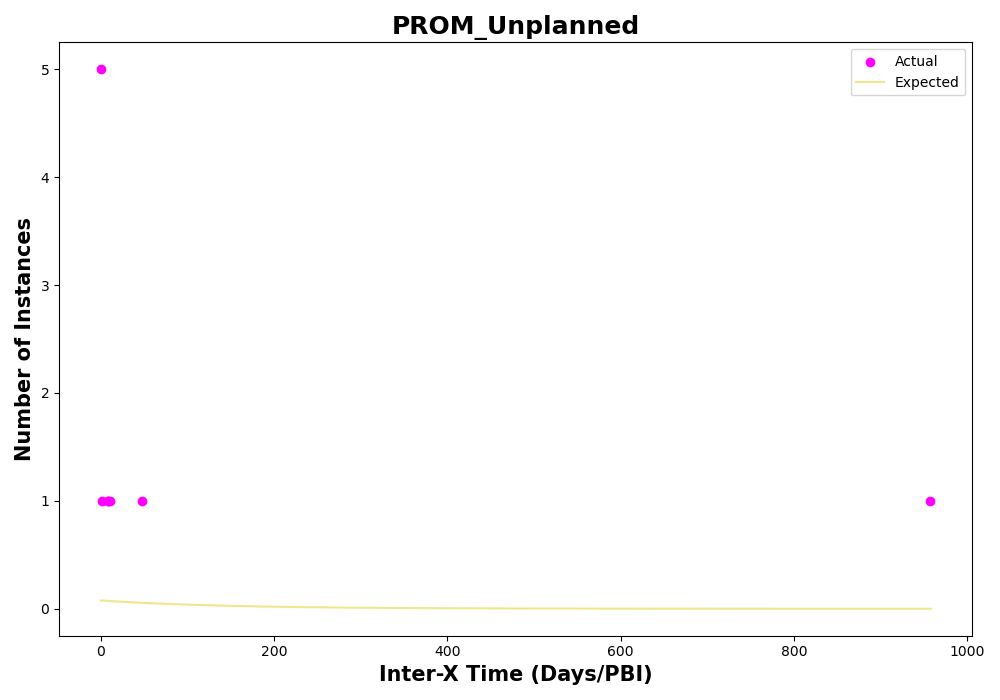 PROM_Unplanned
Actual
Expected
5
4
3
2
1
0
Number of Instances
0 200 400 600 800 1000
Inter-X Time (Days/PBI)